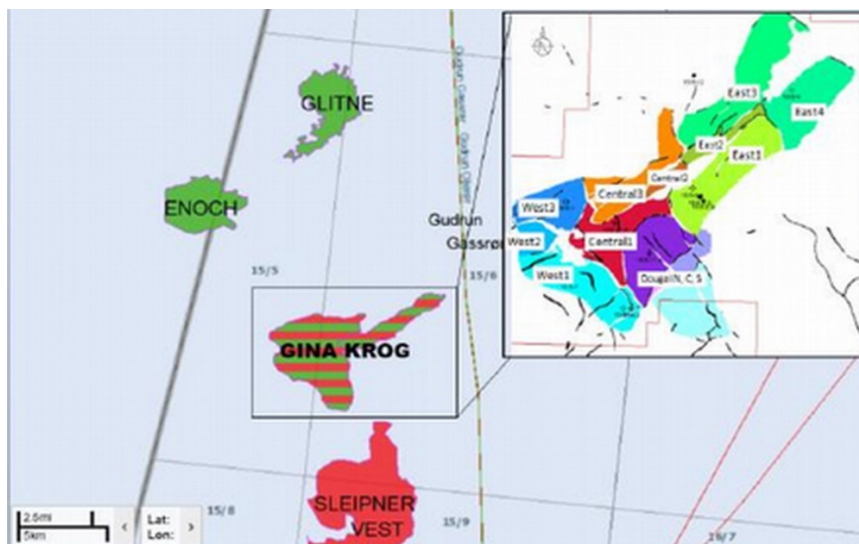 GLITNE
ENOCH
Gudrun
Gassrør
15/5
15/6
GINA KROG
SLEIPNER
VEST
15/8
15/9
2.5mi
5km
Lat:
Lon:
East3
East4
East2
East1
Central2
Central3
West3
West2
Central1
West1
Dougal N, C, S